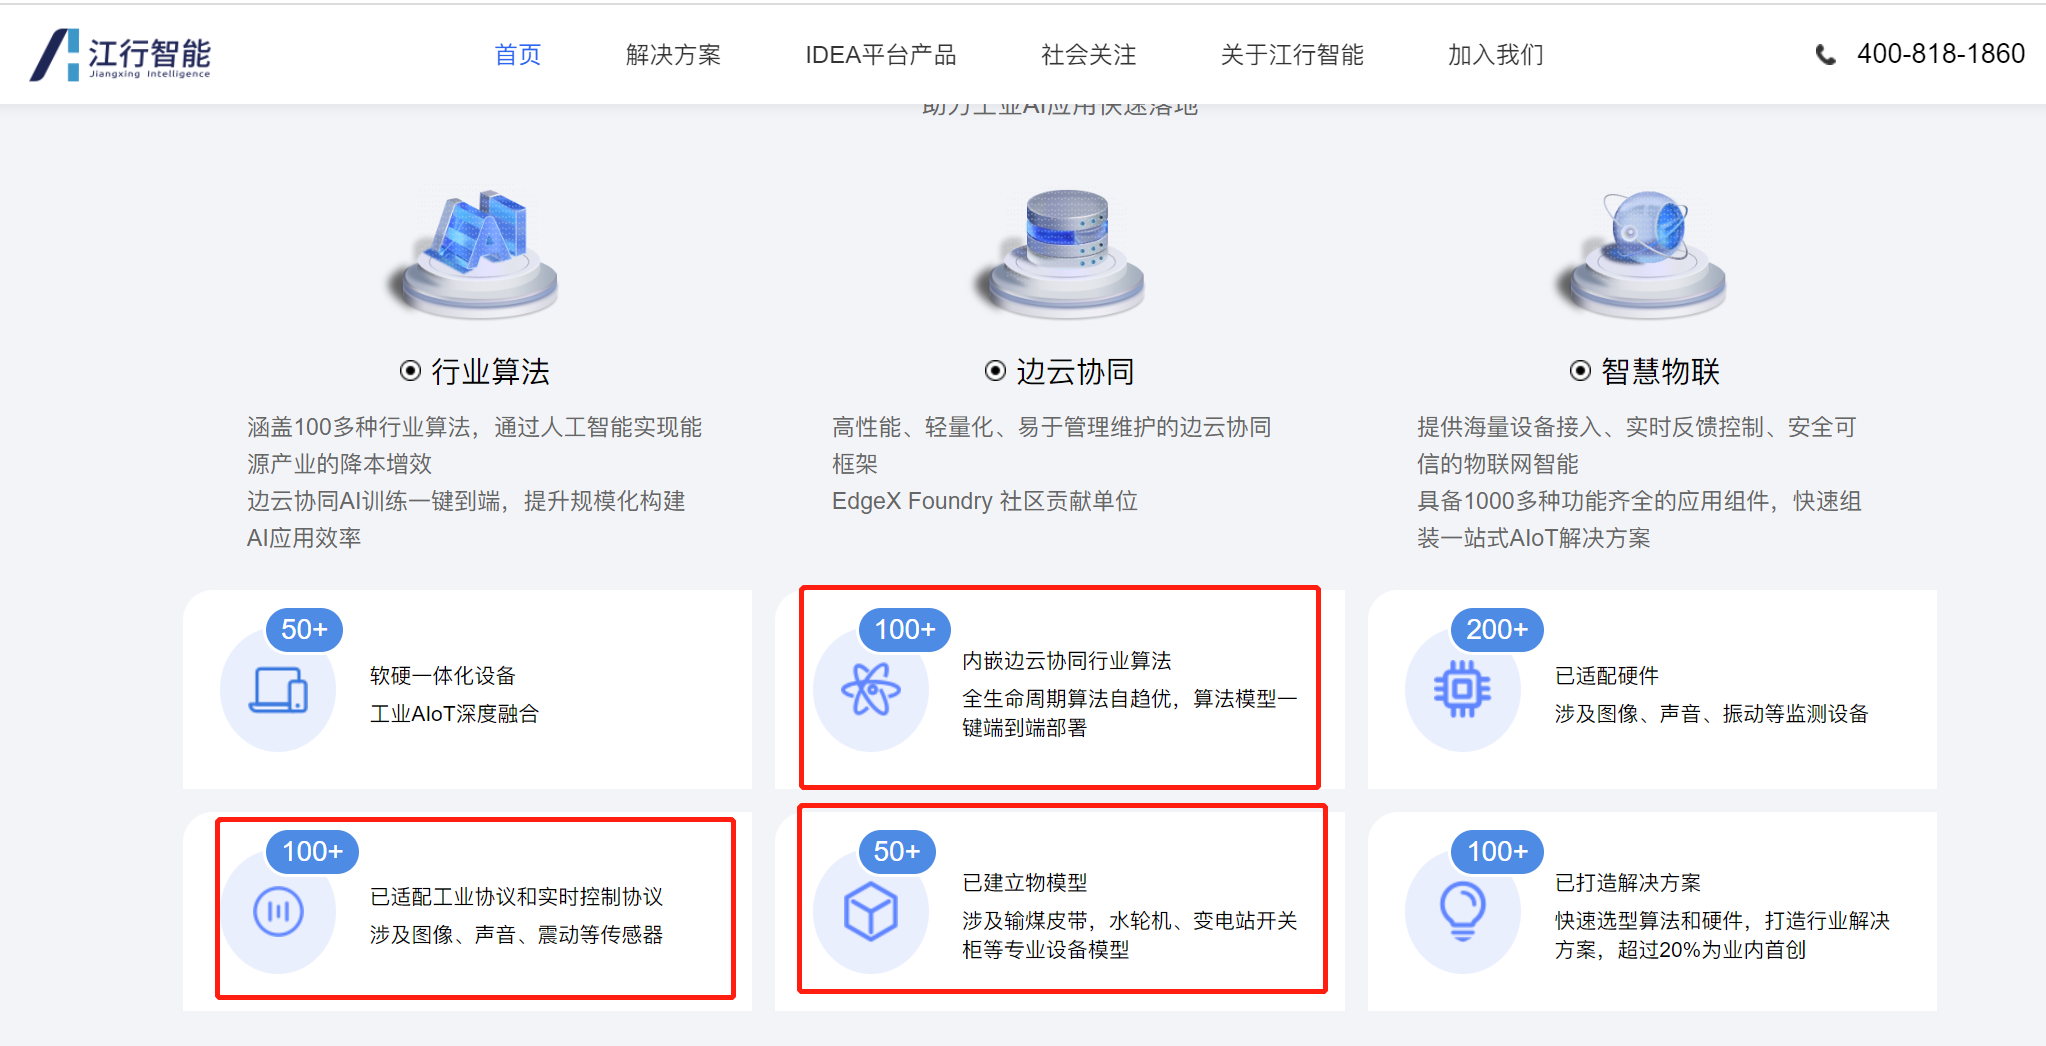 江行智能
Jiangxing Intelligence
首页
解决方案
IDEA平台产品
社会关注
关于江行智能
加入我们
400-818-1860
助力工业AI应用快速落地
行业算法
涵盖100多种行业算法，通过人工智能实现能
源产业的降本增效
边云协同AI训练一键到端，提升规模化构建
AI应用效率
边云协同
高性能、轻量化、易于管理维护的边云协同
框架
EdgeX Foundry 社区贡献单位
智慧物联
提供海量设备接入、实时反馈控制、安全可
信的物联网智能
具备1000多种功能齐全的应用组件，快速组
装一站式AIoT解决方案
50+
软硬一体化设备
工业AIoT深度融合
100+
内嵌边云协同行业算法
全生命周期算法自趋优，算法模型一
键端到端部署
200+
已适配硬件
涉及图像、声音、振动等监测设备
100+
已适配工业协议和实时控制协议
涉及图像、声音、震动等传感器
50+
已建立物模型
涉及输煤皮带，水轮机、变电站开关
柜等专业设备模型
100+
已打造解决方案
快速选型算法和硬件，打造行业解决
方案，超过20%为业内首创